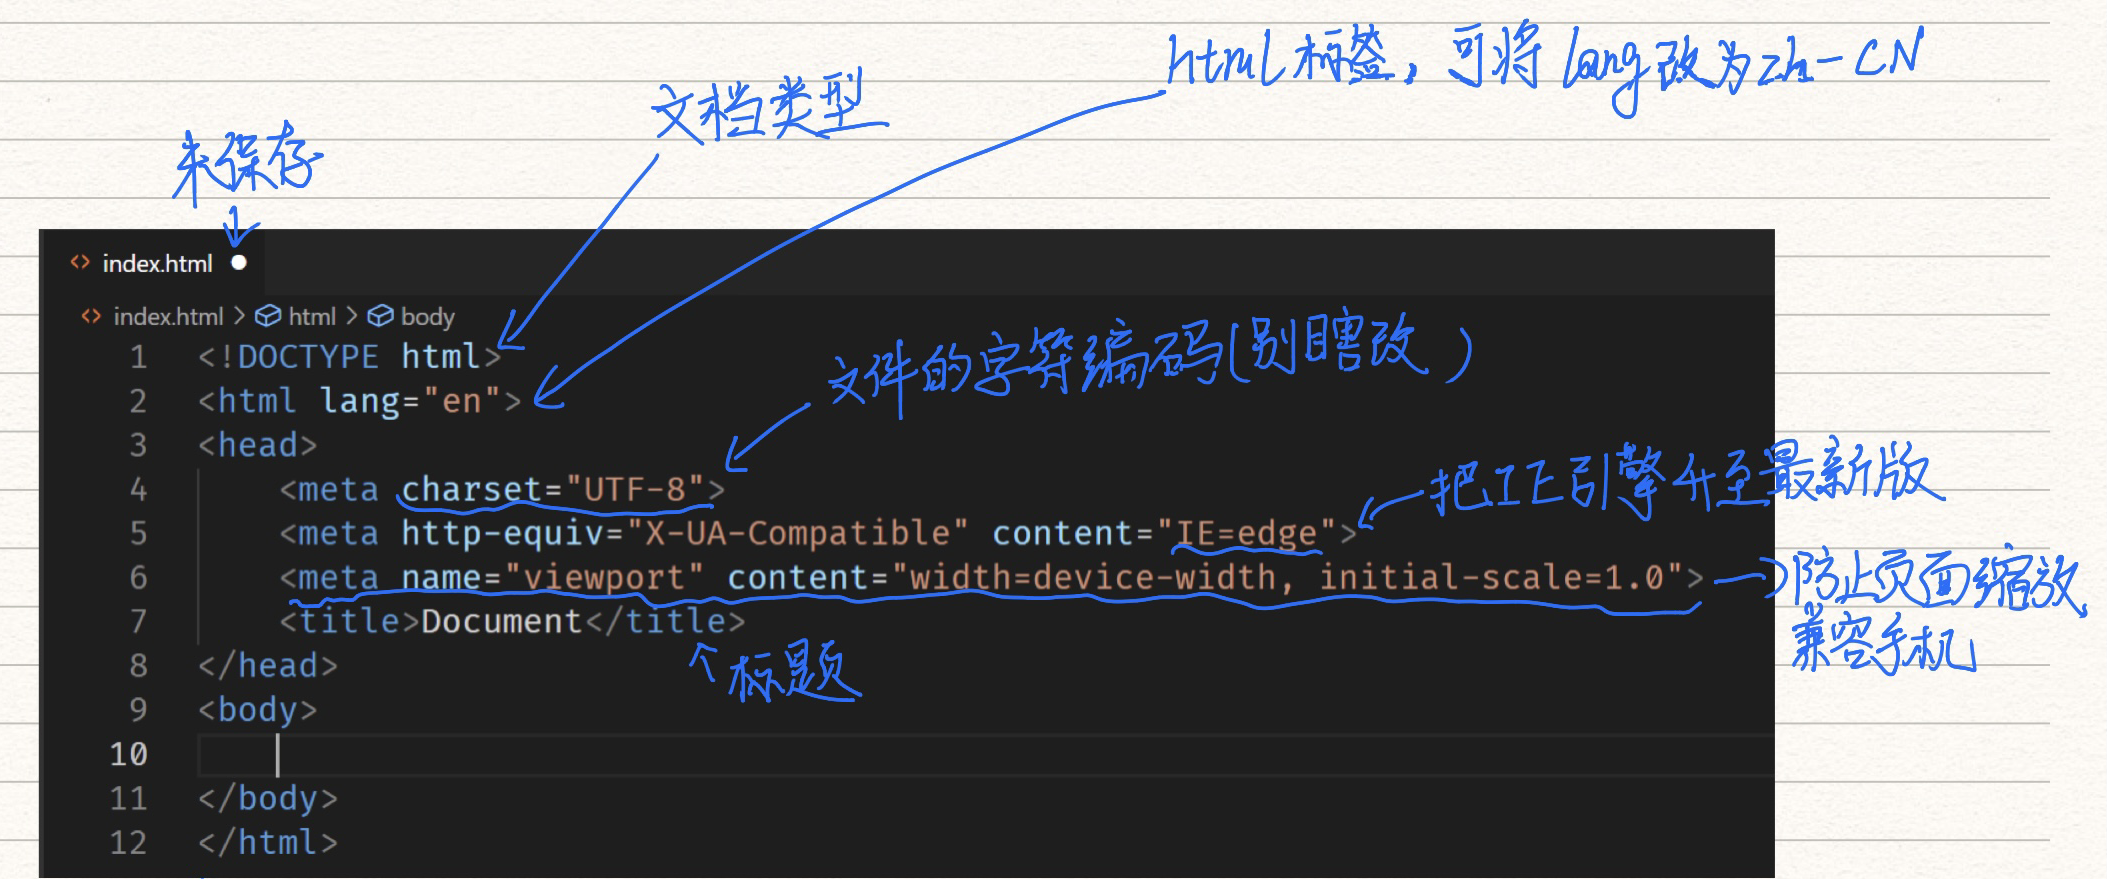 html标签，可将lang改为zh-CN
文档类型
未保存
index.html
index.html > html > body
1 <!DOCTYPE html>
2 <html lang="en">
文件的字符编码(别瞎改)
3 <head>
4 <meta charset="UTF-8">
把IE引擎升至最新版
5 <meta http-equiv="X-UA-Compatible" content="IE=edge">
6 <meta name="viewport" content="width=device-width, initial-scale=1.0">
防止页面缩放,
兼容手机
7 <title>Document</title>
标题
8 </head>
9 <body>
10
11 </body>
12 </html>